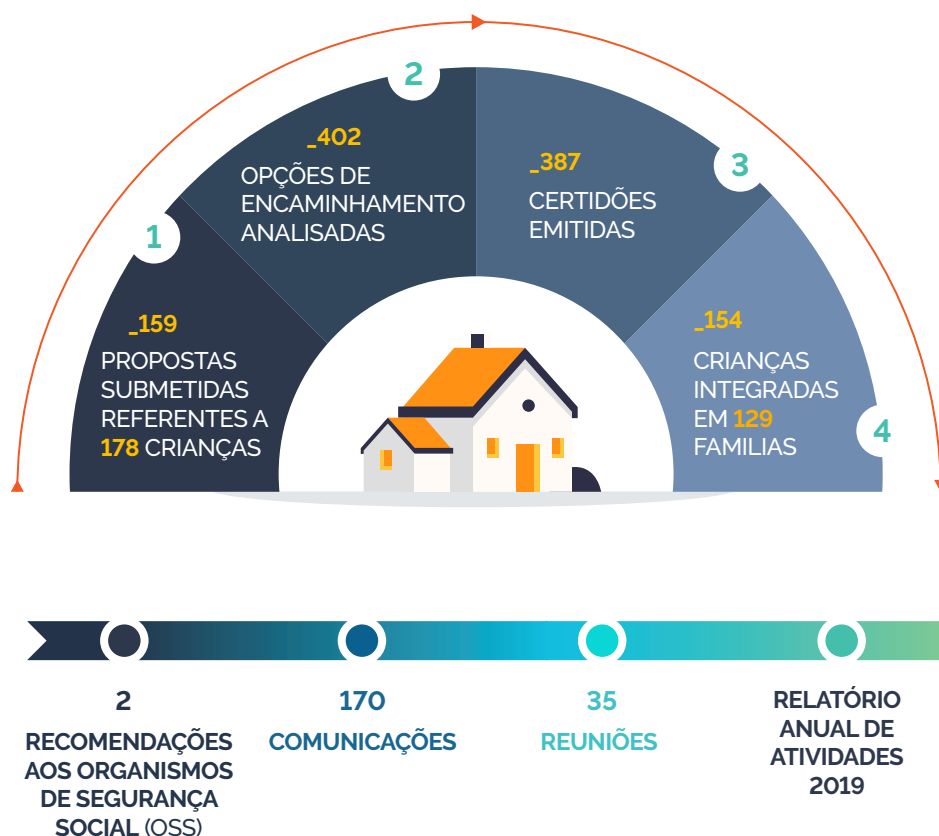 1
_159
PROPOSTAS
SUBMETIDAS
REFERENTES A
178 CRIANÇAS
2
_402
OPÇÕES DE
ENCAMINHAMENTO
ANALISADAS
_387
CERTIDÕES
EMITIDAS
3
_154
CRIANÇAS
INTEGRADAS
EM 129
FAMILIAS
4
2
RECOMENDAÇÕES
AOS ORGANISMOS
DE SEGURANÇA
SOCIAL (OSS)
170
COMUNICAÇÕES
35
REUNIÕES
RELATÓRIO
ANUAL DE
ATIVIDADES
2019